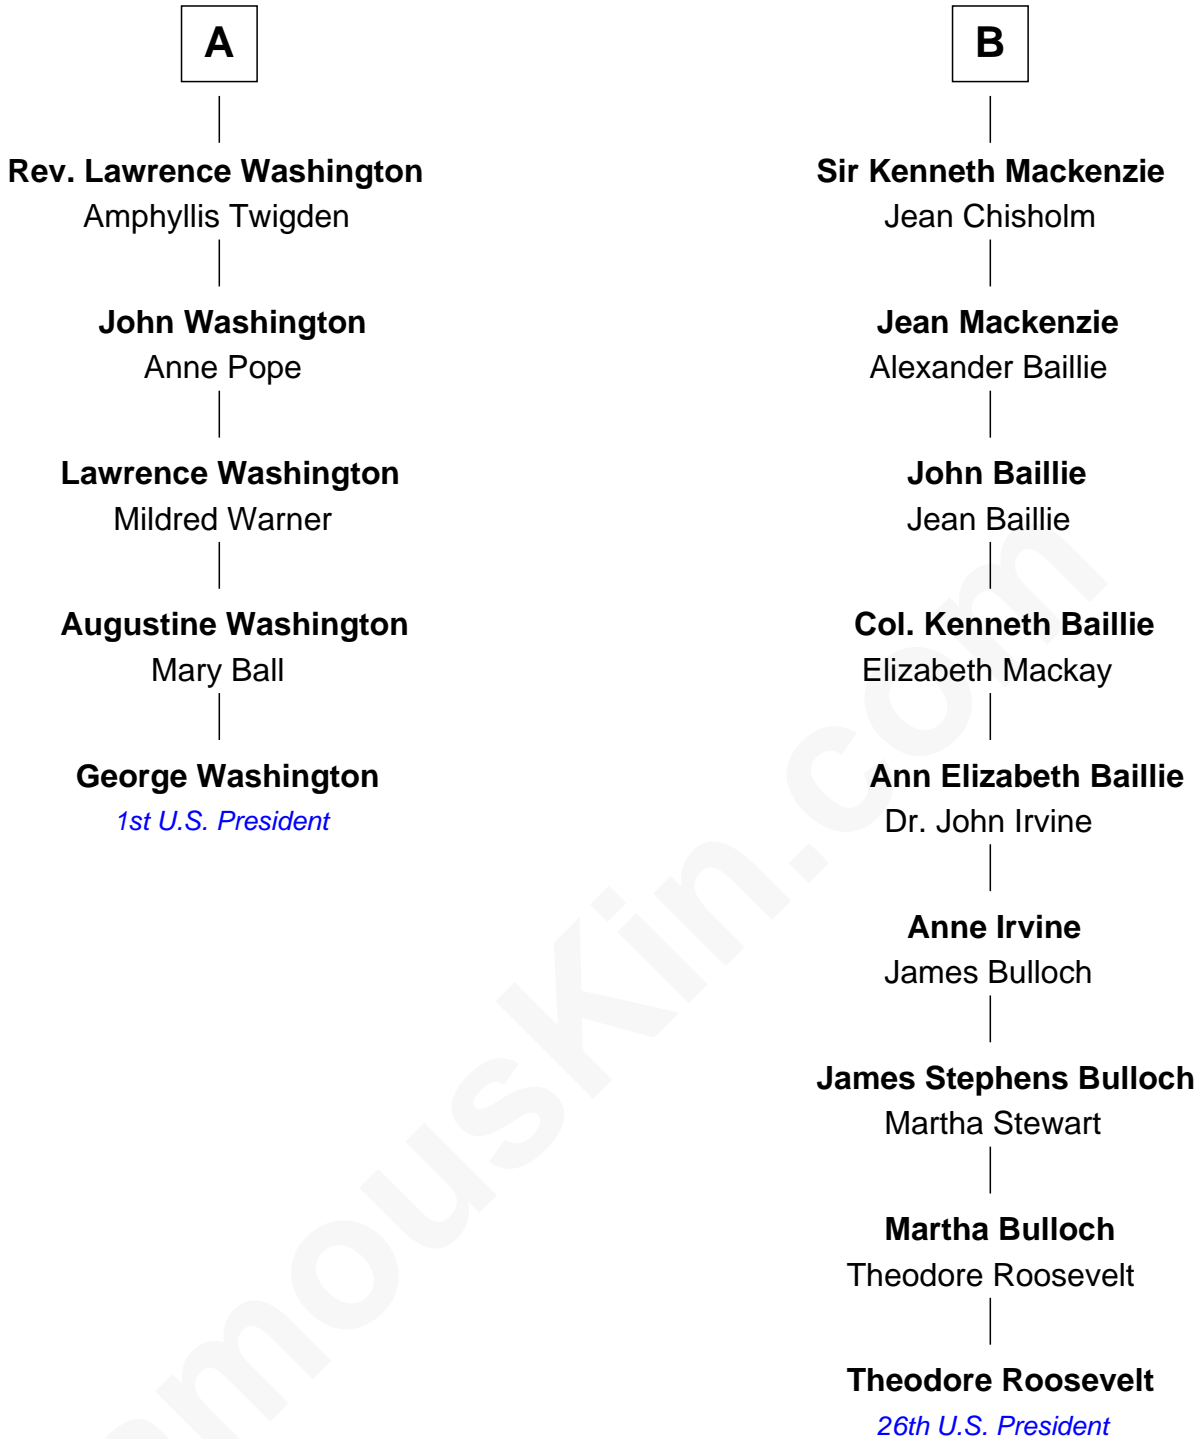 A
Rev. Lawrence Washington
Amphyllis Twigden
John Washington
Anne Pope
Lawrence Washington
Mildred Warner
Augustine Washington
Mary Ball
George Washington
1st U.S. President
B
Sir Kenneth Mackenzie
Jean Chisholm
Jean Mackenzie
Alexander Baillie
John Baillie
Jean Baillie
Col. Kenneth Baillie
Elizabeth Mackay
Ann Elizabeth Baillie
Dr. John Irvine
Anne Irvine
James Bulloch
James Stephens Bulloch
Martha Stewart
Martha Bulloch
Theodore Roosevelt
Theodore Roosevelt
26th U.S. President
amousKin.com